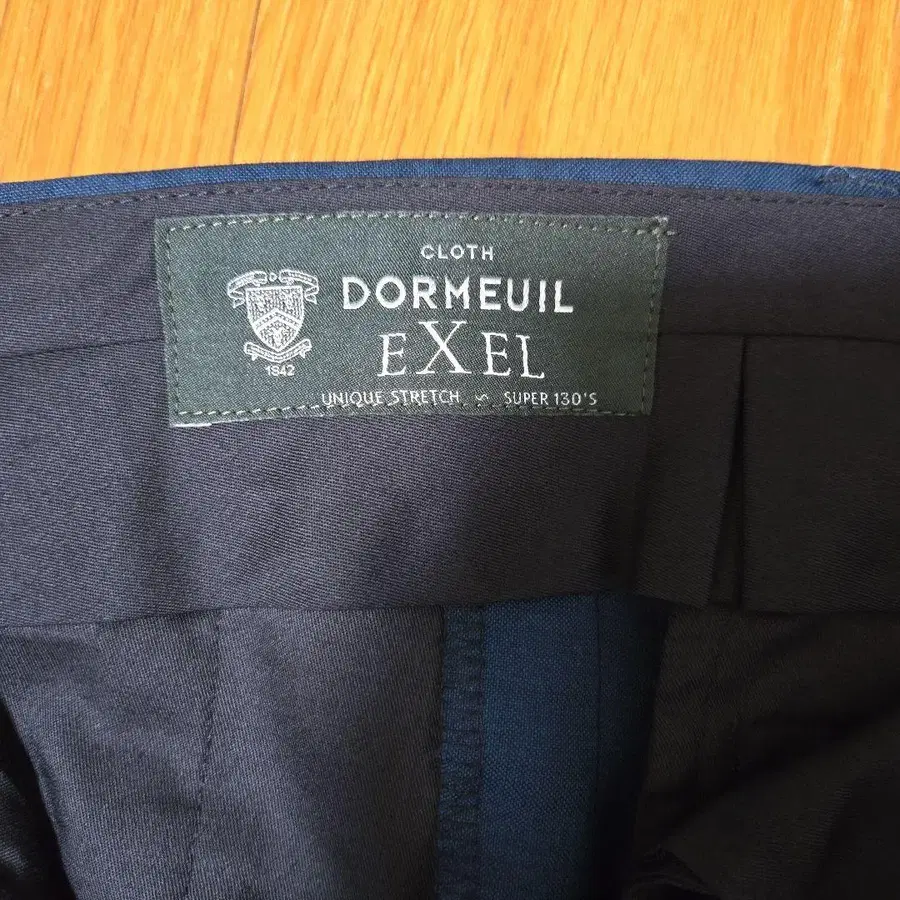 CLOTH
DORMEUIL
EXEL
UNIQUE STRETCH ~ SUPER 130'S
D
1842